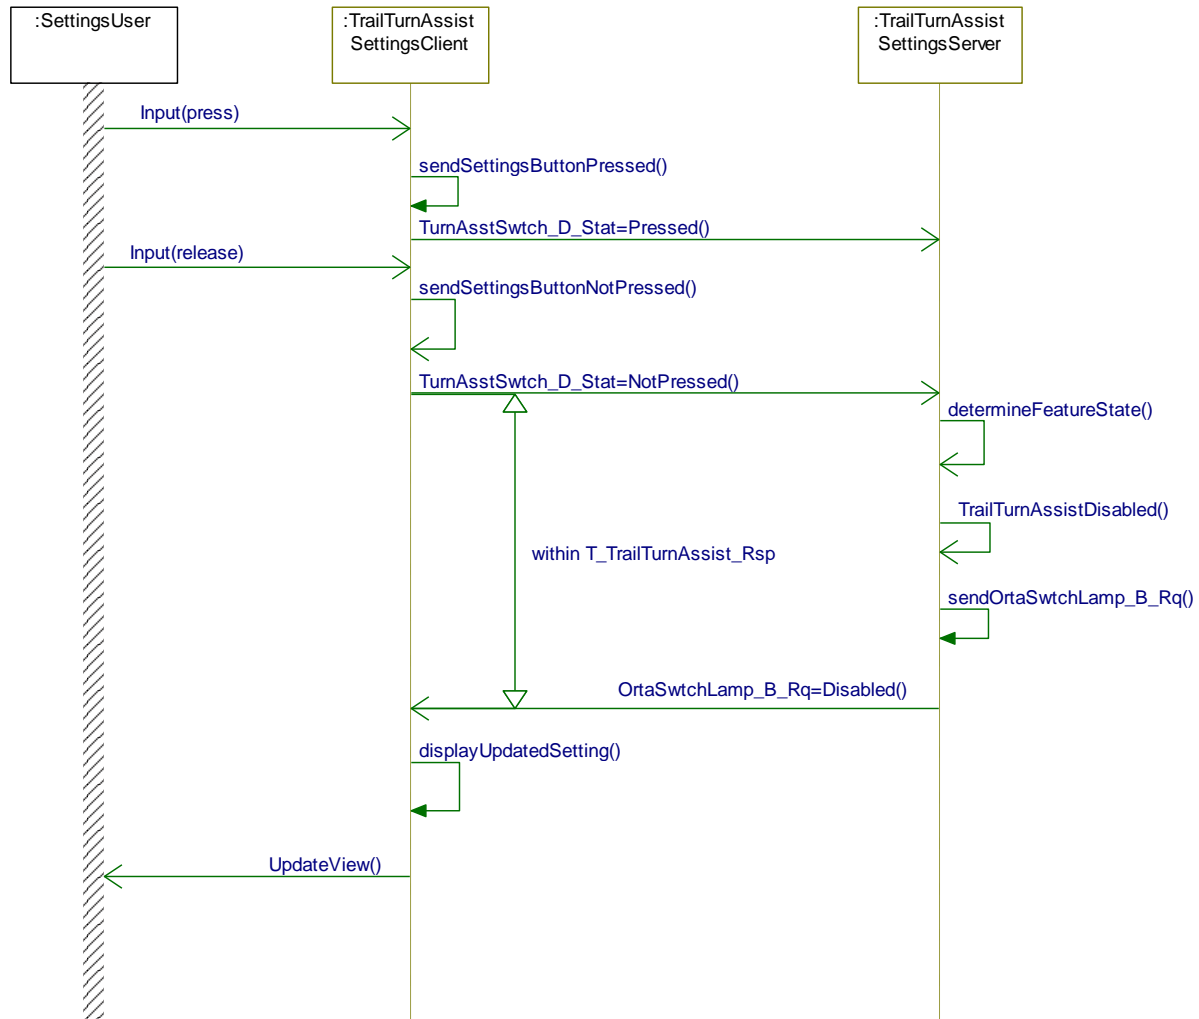 :SettingsUser
:TrailTurnAssist
SettingsClient
:TrailTurnAssist
SettingsServer
Input(press)
sendSettingsButtonPressed()
TurnAsstSwtch_D_Stat=Pressed()
Input(release)
sendSettingsButtonNotPressed()
TurnAsstSwtch_D_Stat=NotPressed()
determineFeatureState()
TrailTurnAssistDisabled()
within T_TrailTurnAssist_Rsp
sendOrtaSwtchLamp_B_Rq()
OrtaSwtchLamp_B_Rq=Disabled()
displayUpdatedSetting()
UpdateView()